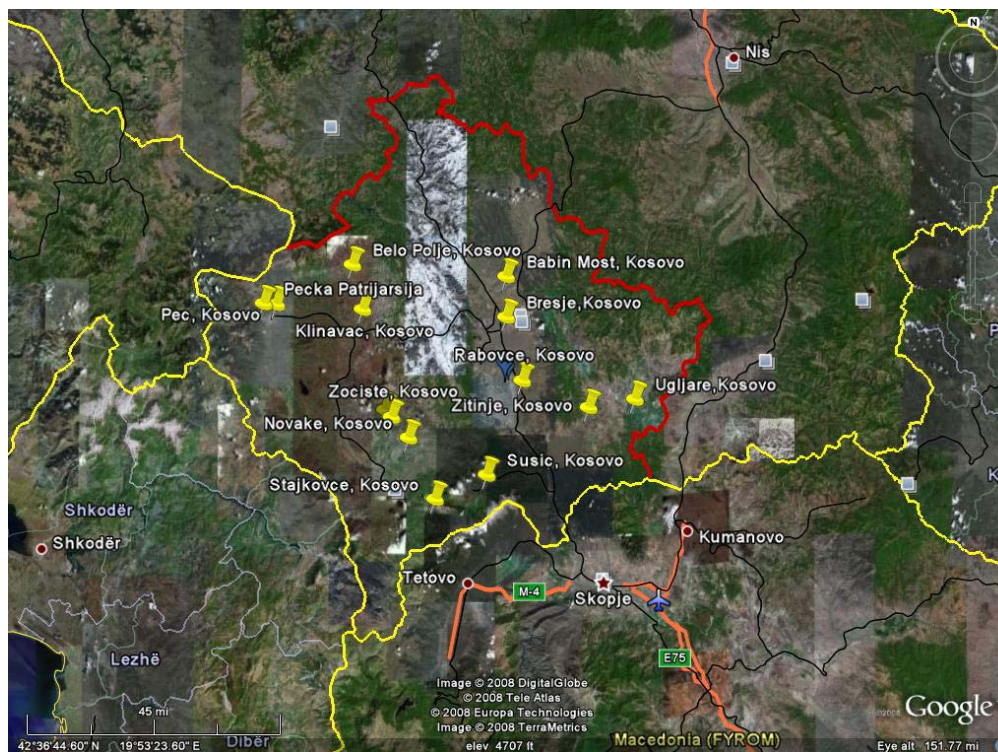 N
Nis
Belo Polje, Kosovo
Babin Most, Kosovo
Pecka Patrijarsija
Pec, Kosovo
Bresje,Kosovo
Klinavac, Kosovo
Rabovce, Kosovo
Zociste, Kosovo
Zitinje, Kosovo
Ugljare,Kosovo
Novake, Kosovo
Susic, Kosovo
Stajkovce, Kosovo
Shkodër
Shkodër
Kumanovo
Tetovo
M-4
Skopje
Lezhë
E75
Image © 2008 DigitalGlobe
© 2008 Tele Atlas
© 2008 Europa Technologies
Image © 2008 TerraMetrics
©2008 Google
45 mi
Dibër
Macedonia (FYROM)
42°36'44.60" N 19°53'23.60" E
elev 4707 ft
Eye alt 151.77 mi